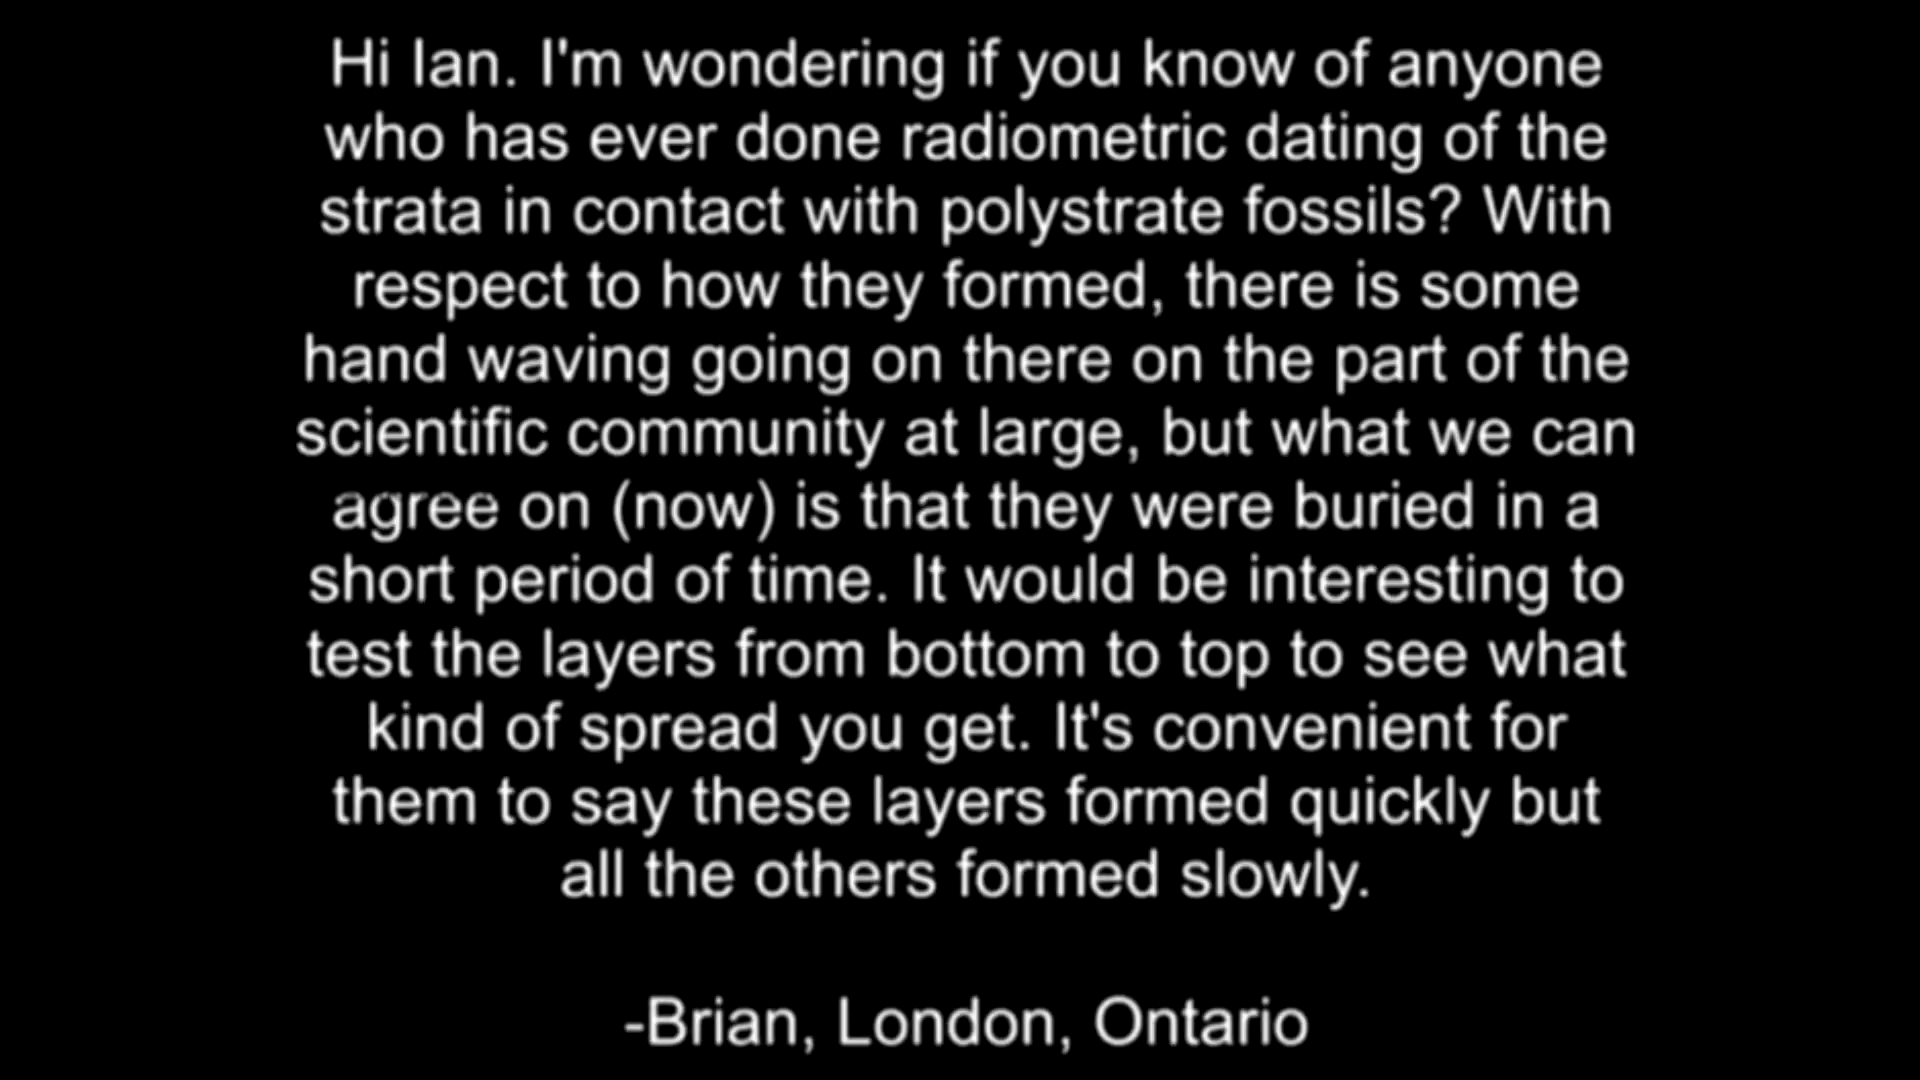 Hi Ian. I'm wondering if you know of anyone
who has ever done radiometric dating of the
strata in contact with polystrate fossils? With
respect to how they formed, there is some
hand waving going on there on the part of the
scientific community at large, but what we can
agree on (now) is that they were buried in a
short period of time. It would be interesting to
test the layers from bottom to top to see what
kind of spread you get. It's convenient for
them to say these layers formed quickly but
all the others formed slowly.
-Brian, London, Ontario